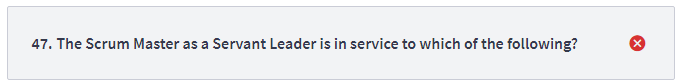 47. The Scrum Master as a Servant Leader is in service to which of the following?